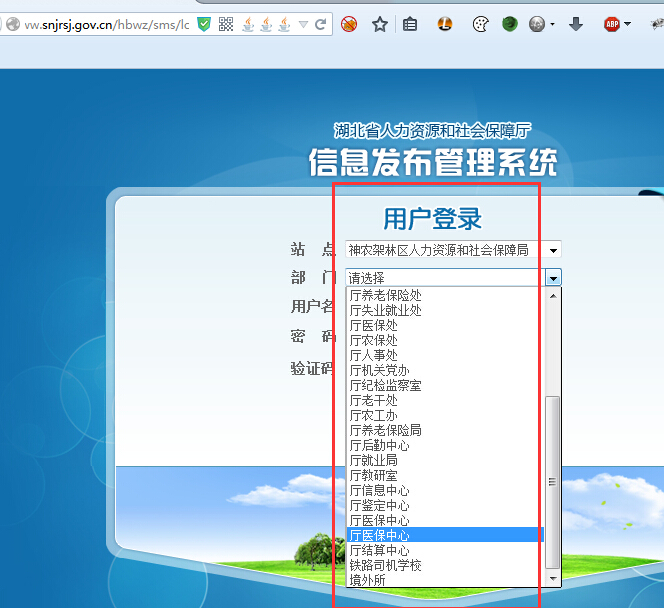 vw.snjrsj.gov.cn/hbwz/sms/lc
ABP
湖北省人力资源和社会保障厅
信息发布管理系统
用户登录
站 点 神农架林区人力资源和社会保障局
部 门 请选择
厅养老保险处
厅失业就业处
厅医保处
厅农保处
厅人事处
厅机关党办
厅纪检监察室
厅老干处
厅农工办
厅养老保险局
厅后勤中心
厅就业局
厅教研室
厅信息中心
厅鉴定中心
厅医保中心
厅医保中心
厅结算中心
铁路司机学校
境外所
用户名
密 码
验证码